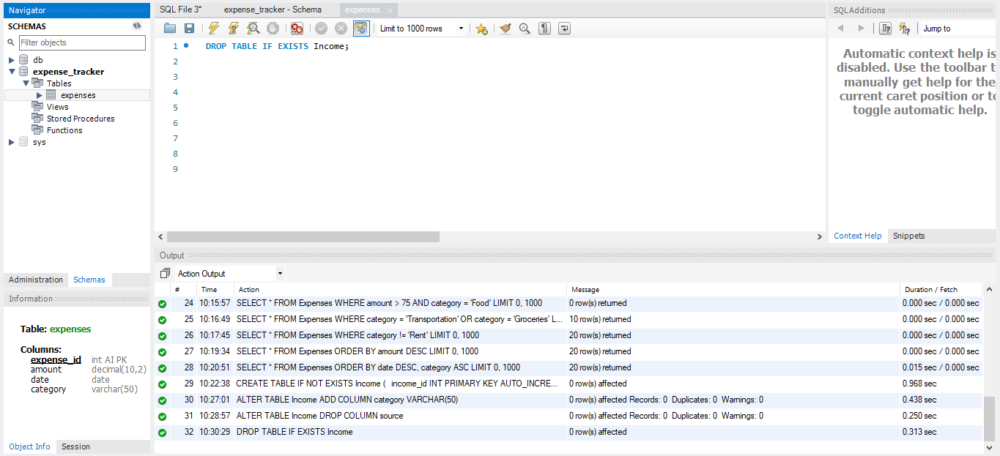 Navigator
SCHEMAS
Filter objects
db
expense_tracker
Tables
expenses
Views
Stored Procedures
Functions
sys
Administration Schemas
Information
Table: expenses
Columns:
expense_id int AI PK
amount decimal(10,2)
date date
category varchar(50)
Object Info Session
SQL File 3* expense_tracker - Schema expenses
Limit to 1000 rows
1 DROP TABLE IF EXISTS Income;
2
3
4
5
6
7
8
9
SQLAdditions
Jump to
Automatic context help is
disabled. Use the toolbar t
manually get help for the
current caret position or to
toggle automatic help.
Context Help Snippets
Output
Action Output
# Time Action Message Duration / Fetch
24 10:15:57 SELECT * FROM Expenses WHERE amount > 75 AND category = 'Food' LIMIT 0, 1000 0 row(s) returned 0.000 sec / 0.000 sec
25 10:16:49 SELECT * FROM Expenses WHERE category = 'Transportation' OR category = 'Groceries' L... 10 row(s) returned 0.000 sec / 0.000 sec
26 10:17:45 SELECT * FROM Expenses WHERE category != 'Rent' LIMIT 0, 1000 20 row(s) returned 0.000 sec / 0.000 sec
27 10:19:34 SELECT * FROM Expenses ORDER BY amount DESC LIMIT 0, 1000 20 row(s) returned 0.000 sec / 0.000 sec
28 10:20:51 SELECT * FROM Expenses ORDER BY date DESC, category ASC LIMIT 0, 1000 20 row(s) returned 0.015 sec / 0.000 sec
29 10:22:38 CREATE TABLE IF NOT EXISTS Income ( income_id INT PRIMARY KEY AUTO_INCRE... 0 row(s) affected 0.968 sec
30 10:27:01 ALTER TABLE Income ADD COLUMN category VARCHAR(50) 0 row(s) affected Records: 0 Duplicates: 0 Warnings: 0 0.438 sec
31 10:28:57 ALTER TABLE Income DROP COLUMN source 0 row(s) affected Records: 0 Duplicates: 0 Warnings: 0 0.250 sec
32 10:30:29 DROP TABLE IF EXISTS Income 0 row(s) affected 0.313 sec